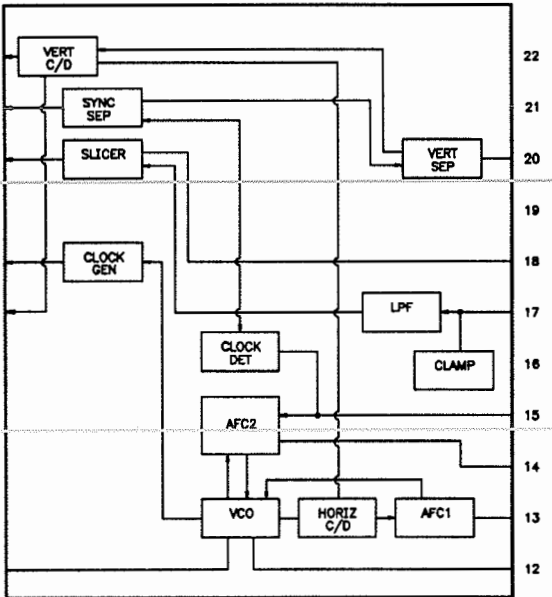 VERT
C/D
22
SYNC
SEP
21
SLICER
VERT
SEP
20
19
CLOCK
GEN
18
LPF
17
CLOCK
DET
CLAMP
16
AFC2
15
14
VCO
HORIZ
C/D
AFC1
13
12